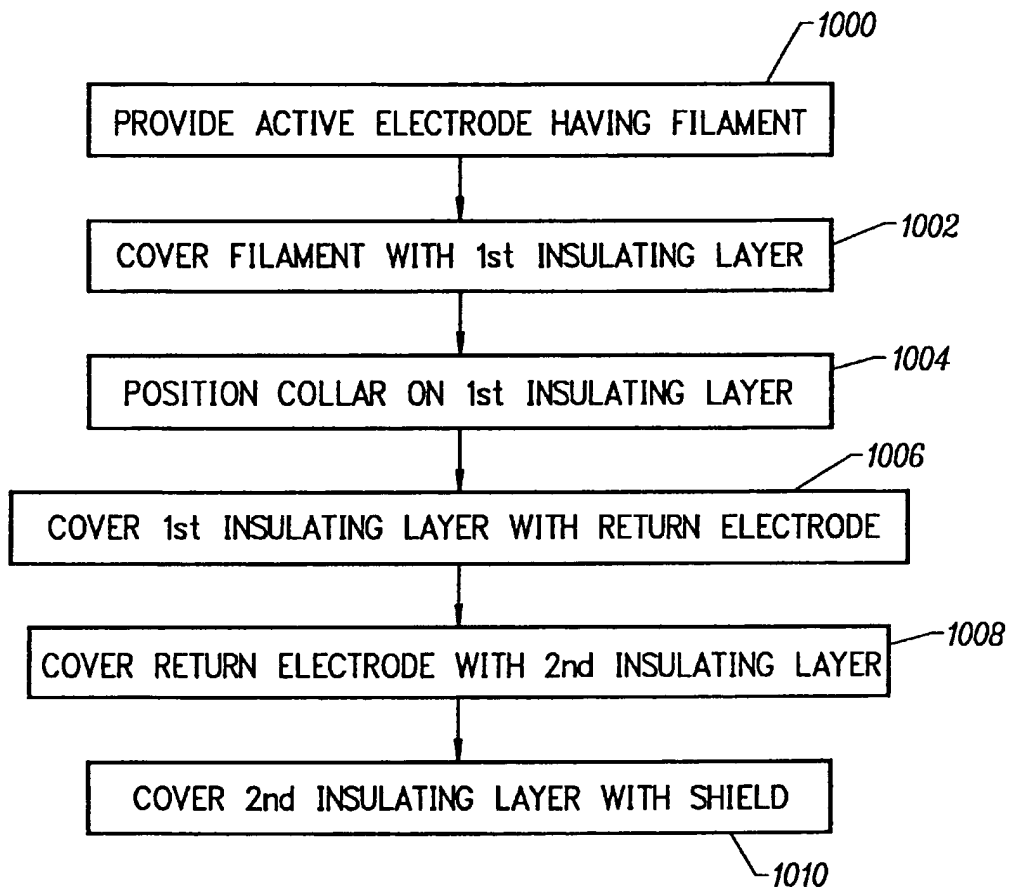 1000
PROVIDE ACTIVE ELECTRODE HAVING FILAMENT
1002
COVER FILAMENT WITH 1st INSULATING LAYER
1004
POSITION COLLAR ON 1st INSULATING LAYER
1006
COVER 1st INSULATING LAYER WITH RETURN ELECTRODE
1008
COVER RETURN ELECTRODE WITH 2nd INSULATING LAYER
COVER 2nd INSULATING LAYER WITH SHIELD
1010